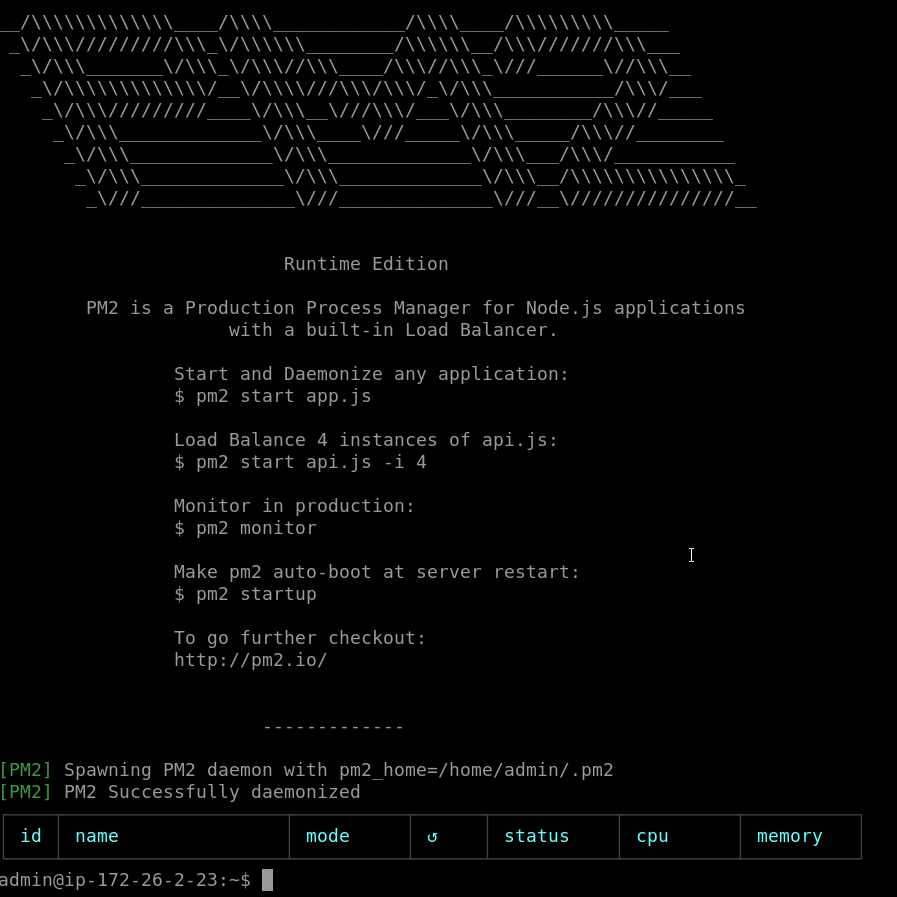 __/\\\\\\\\\\\\\____/\\\\____________/\\\\____/\\\\\\\\\_____
_\/\\\/////////\\\_\/\\\\\\________/\\\\\\__/\\\///////\\\___
_\/\\\_______\/\\\_\/\\\//\\\____/\\\//\\\_\///______\//\\\__
_\/\\\\\\\\\\\\\/__\/\\\\///\\\/\\\/_\/\\\___________/\\\/___
_\/\\\/////////____\/\\\__\///\\\/___\/\\\________/\\\//_____
_\/\\\_____________\/\\\____\///_____\/\\\_____/\\\//________
_\/\\\_____________\/\\\_____________\/\\\___/\\\/___________
_\/\\\_____________\/\\\_____________\/\\\__/\\\\\\\\\\\\\\\_
_\///______________\///______________\///__\///////////////__
Runtime Edition
PM2 is a Production Process Manager for Node.js applications
with a built-in Load Balancer.
Start and Daemonize any application:
$ pm2 start app.js
Load Balance 4 instances of api.js:
$ pm2 start api.js -i 4
Monitor in production:
$ pm2 monitor
Make pm2 auto-boot at server restart:
$ pm2 startup
To go further checkout:
http://pm2.io/
-------------
[PM2] Spawning PM2 daemon with pm2_home=/home/admin/.pm2
[PM2] PM2 Successfully daemonized
id name mode ↺ status cpu memory
admin@ip-172-26-2-23:~$